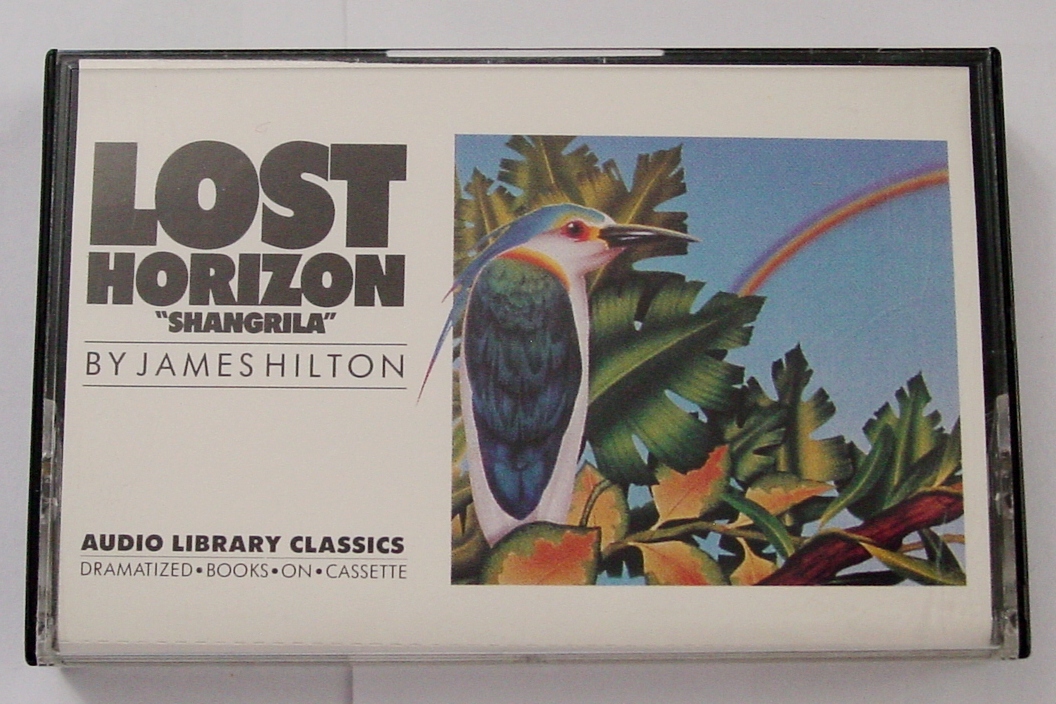 LOST
HORIZON
"SHANGRILA"
BY JAMES HILTON
AUDIO LIBRARY CLASSICS
DRAMATIZED•BOOKS•ON•CASSETTE